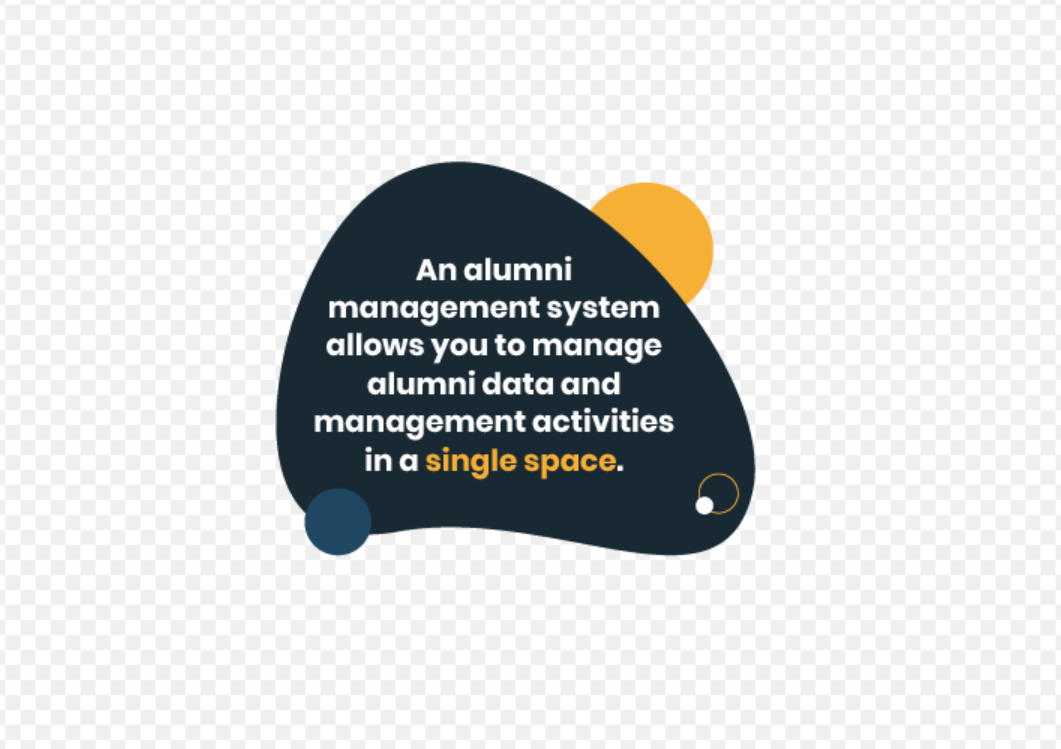 An alumni
management system
allows you to manage
alumni data and
management activities
in a single space.